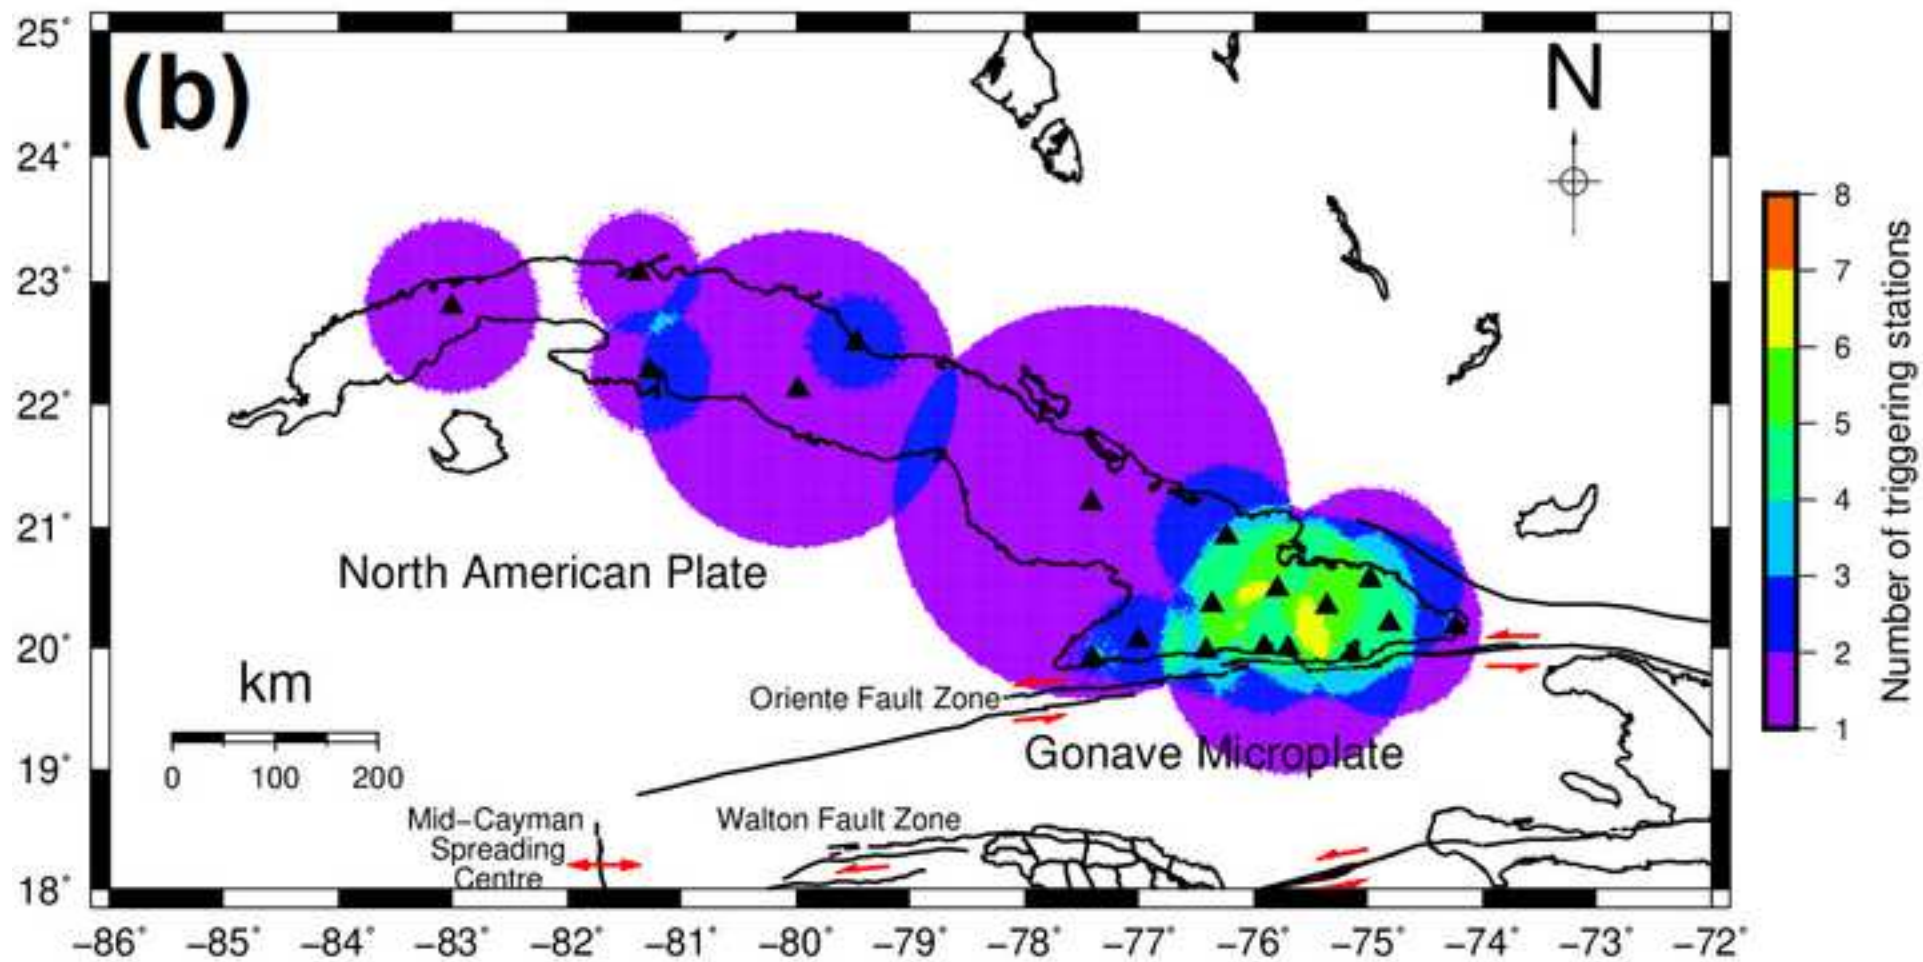 25°
24°
23°
22°
21°
20°
19°
18°
(b)
N
North American Plate
km
0 100 200
Oriente Fault Zone
Gonave Microplate
Mid-Cayman
Spreading
Centre
Walton Fault Zone
-86° -85° -84° -83° -82° -81° -80° -79° -78° -77° -76° -75° -74° -73° -72°
8
7
6
5
4
3
2
1
Number of triggering stations